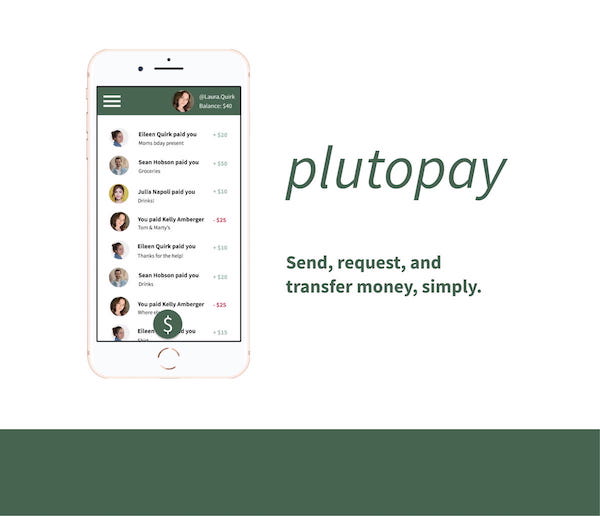 @Laura.Quirk
Balance: $40
Eileen Quirk paid you + $20
Moms bday present
Sean Hobson paid you + $50
Groceries
Julia Napoli paid you + $10
Drinks!
You paid Kelly Amberger - $25
Tom & Marty's
Eileen Quirk paid you + $10
Thanks for the help!
Sean Hobson paid you + $20
Drinks
You paid Kelly Amberger - $25
Where
$
Eileen paid you + $15
plutopay
Send, request, and
transfer money, simply.